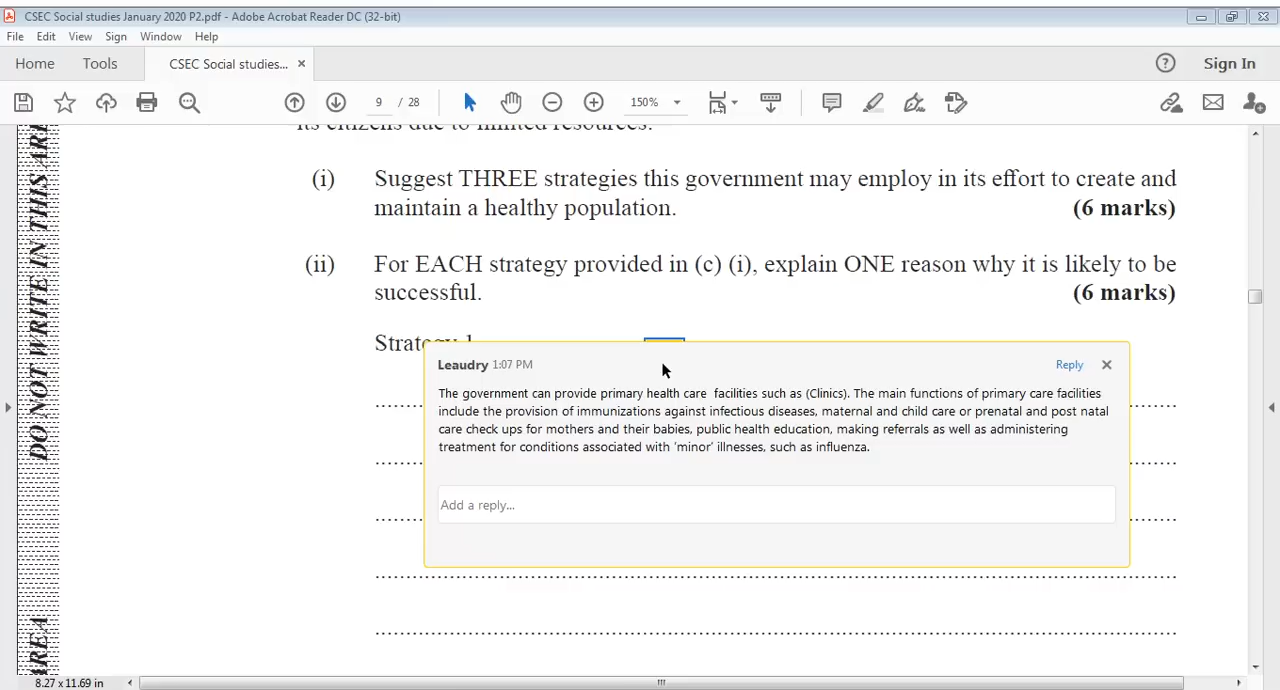 CSEC Social studies January 2020 P2.pdf - Adobe Acrobat Reader DC (32-bit)
File Edit View Sign Window Help
Home Tools CSEC Social studies... × Sign In
9 / 28 150%
its citizens due to limited resources.
(i) Suggest THREE strategies this government may employ in its effort to create and
maintain a healthy population. (6 marks)
(ii) For EACH strategy provided in (c) (i), explain ONE reason why it is likely to be
successful. (6 marks)
Strategy 1
Leaudry 1:07 PM Reply
The government can provide primary health care facilities such as (Clinics). The main functions of primary care facilities
include the provision of immunizations against infectious diseases, maternal and child care or prenatal and post natal
care check ups for mothers and their babies, public health education, making referrals as well as administering
treatment for conditions associated with 'minor' illnesses, such as influenza.
Add a reply...
DO NOT WRITE IN THIS ARE
REA
8.27 x 11.69 in